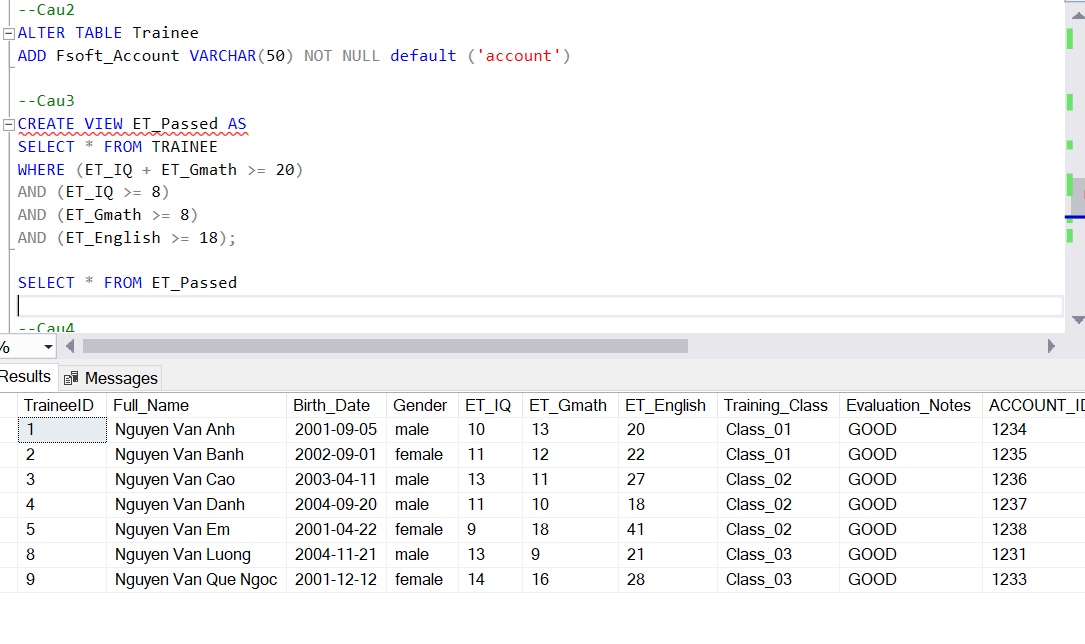 --Cau2
ALTER TABLE Trainee
ADD Fsoft_Account VARCHAR(50) NOT NULL default ('account')
--Cau3
CREATE VIEW ET_Passed AS
SELECT * FROM TRAINEE
WHERE (ET_IQ + ET_Gmath >= 20)
AND (ET_IQ >= 8)
AND (ET_Gmath >= 8)
AND (ET_English >= 18);
SELECT * FROM ET_Passed
--Cau4
%
Results Messages
TraineeID Full_Name Birth_Date Gender ET_IQ ET_Gmath ET_English Training_Class Evaluation_Notes ACCOUNT_ID
1 Nguyen Van Anh 2001-09-05 male 10 13 20 Class_01 GOOD 1234
2 Nguyen Van Banh 2002-09-01 female 11 12 22 Class_01 GOOD 1235
3 Nguyen Van Cao 2003-04-11 male 13 11 27 Class_02 GOOD 1236
4 Nguyen Van Danh 2004-09-20 male 11 10 18 Class_02 GOOD 1237
5 Nguyen Van Em 2001-04-22 female 9 18 41 Class_02 GOOD 1238
8 Nguyen Van Luong 2004-11-21 male 13 9 21 Class_03 GOOD 1231
9 Nguyen Van Que Ngoc 2001-12-12 female 14 16 28 Class_03 GOOD 1233